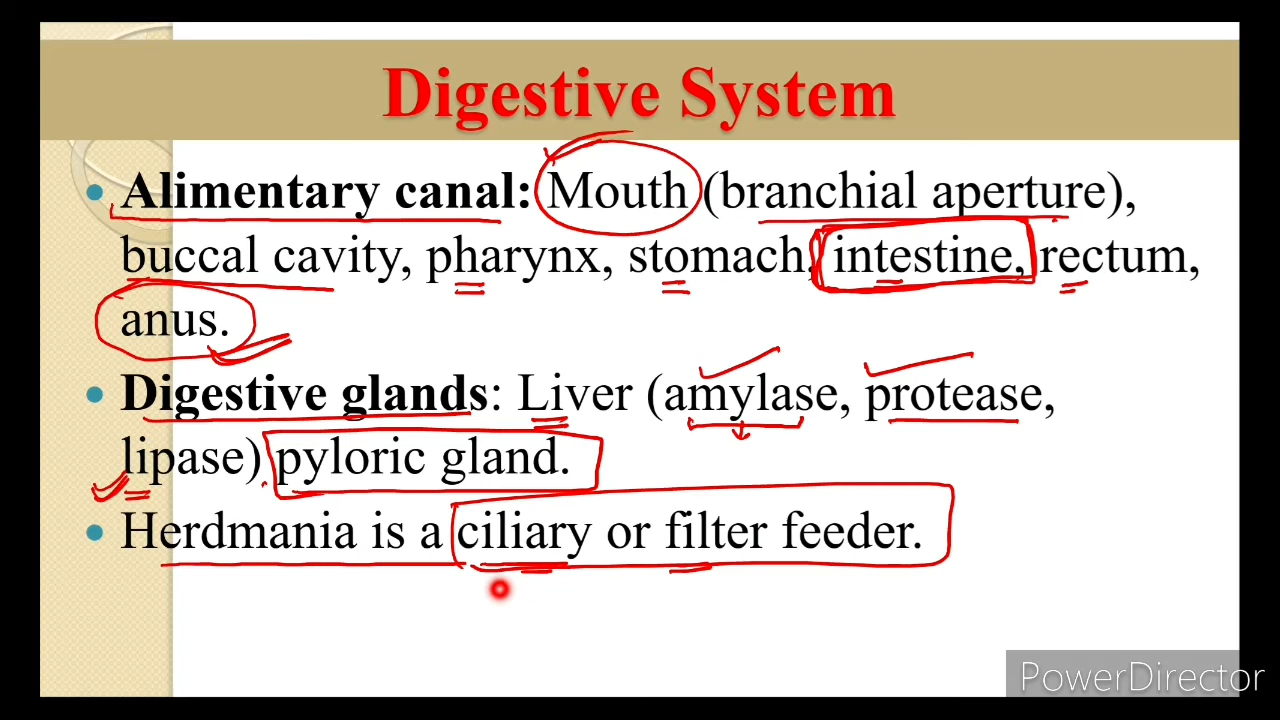 Digestive System
• Alimentary canal: Mouth (branchial aperture),
buccal cavity, pharynx, stomach, intestine, rectum,
anus.
• Digestive glands: Liver (amylase, protease,
lipase) pyloric gland.
• Herdmania is a ciliary or filter feeder.
PowerDirector